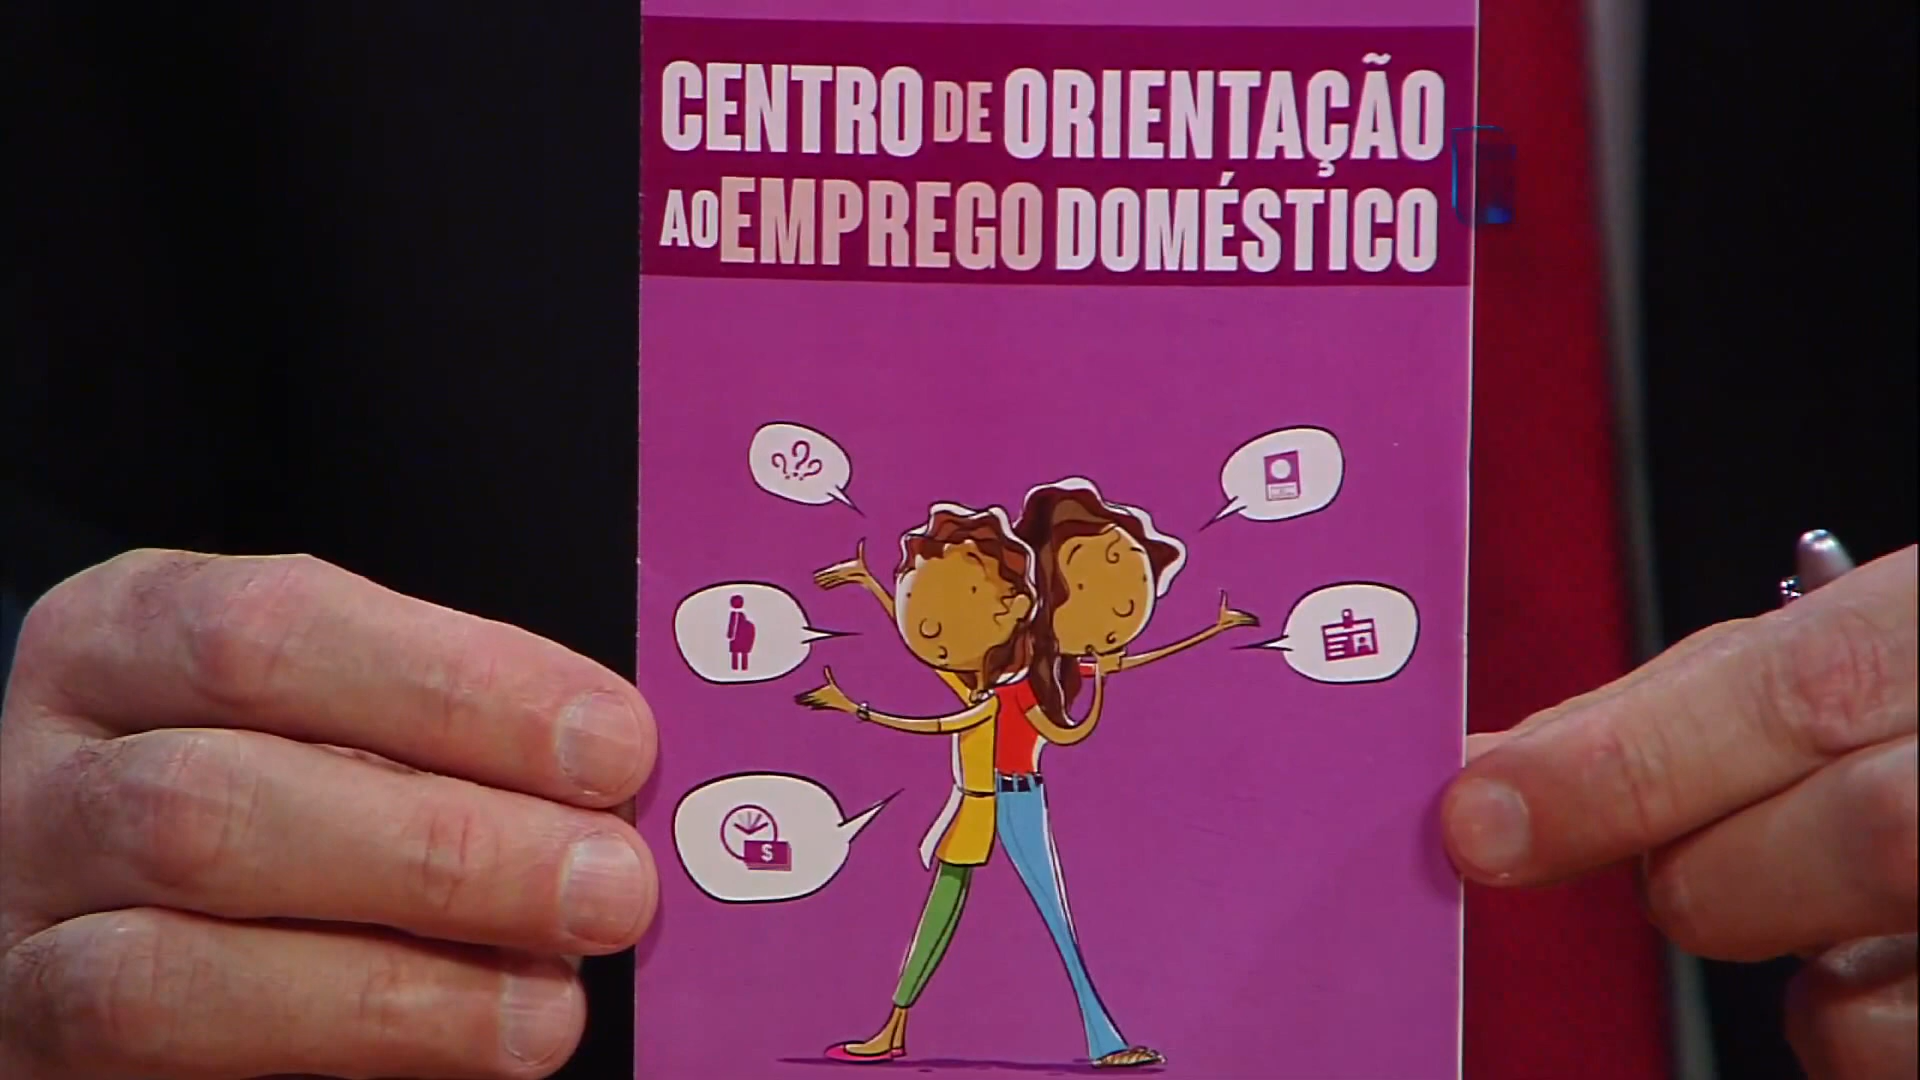 CENTRO DE ORIENTAÇÃO
AO EMPREGO DOMÉSTICO
???
$